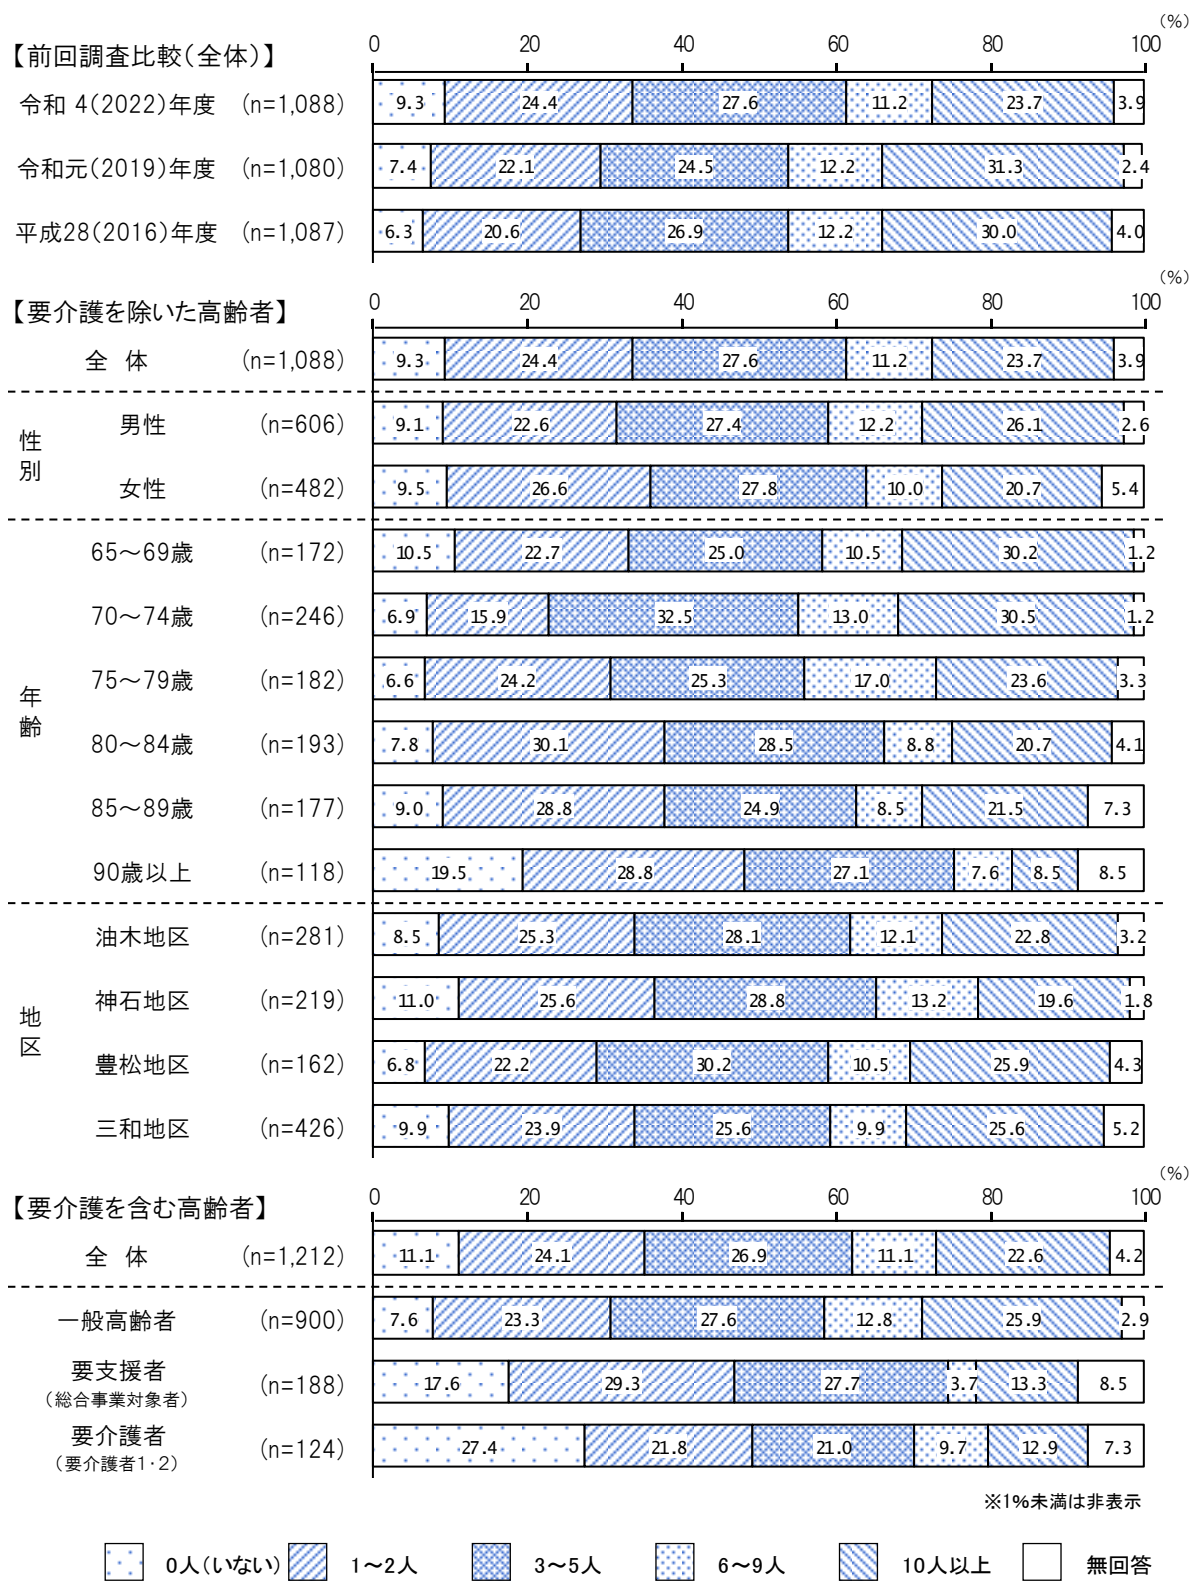 (%)
【前回調査比較(全体)】 0 20 40 60 80 100
令和 4(2022)年度 (n=1,088) 9.3 24.4 27.6 11.2 23.7 3.9
令和元(2019)年度 (n=1,080) 7.4 22.1 24.5 12.2 31.3 2.4
平成28(2016)年度 (n=1,087) 6.3 20.6 26.9 12.2 30.0 4.0
(%)
【要介護を除いた高齢者】 0 20 40 60 80 100
全 体 (n=1,088) 9.3 24.4 27.6 11.2 23.7 3.9
性別
男性 (n=606) 9.1 22.6 27.4 12.2 26.1 2.6
女性 (n=482) 9.5 26.6 27.8 10.0 20.7 5.4
年齢
65～69歳 (n=172) 10.5 22.7 25.0 10.5 30.2 1.2
70～74歳 (n=246) 6.9 15.9 32.5 13.0 30.5 1.2
75～79歳 (n=182) 6.6 24.2 25.3 17.0 23.6 3.3
80～84歳 (n=193) 7.8 30.1 28.5 8.8 20.7 4.1
85～89歳 (n=177) 9.0 28.8 24.9 8.5 21.5 7.3
90歳以上 (n=118) 19.5 28.8 27.1 7.6 8.5 8.5
地区
油木地区 (n=281) 8.5 25.3 28.1 12.1 22.8 3.2
神石地区 (n=219) 11.0 25.6 28.8 13.2 19.6 1.8
豊松地区 (n=162) 6.8 22.2 30.2 10.5 25.9 4.3
三和地区 (n=426) 9.9 23.9 25.6 9.9 25.6 5.2
(%)
【要介護を含む高齢者】 0 20 40 60 80 100
全 体 (n=1,212) 11.1 24.1 26.9 11.1 22.6 4.2
一般高齢者 (n=900) 7.6 23.3 27.6 12.8 25.9 2.9
要支援者
(総合事業対象者) (n=188) 17.6 29.3 27.7 3.7 13.3 8.5
要介護者
(要介護者1・2) (n=124) 27.4 21.8 21.0 9.7 12.9 7.3
※1%未満は非表示
0人(いない) 1～2人 3～5人 6～9人 10人以上 無回答